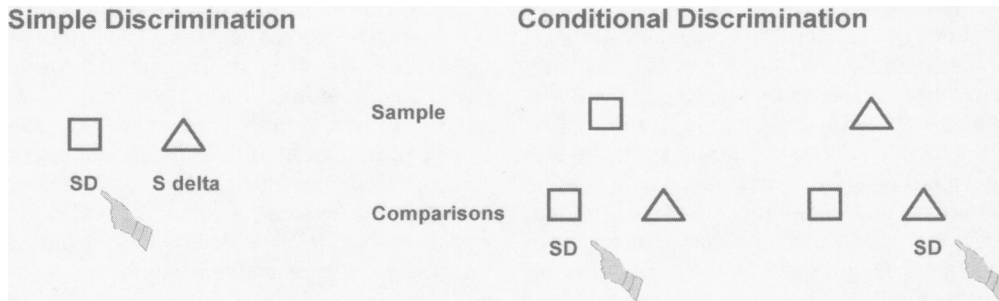 Simple Discrimination
Conditional Discrimination
Sample
SD S delta
Comparisons
SD SD